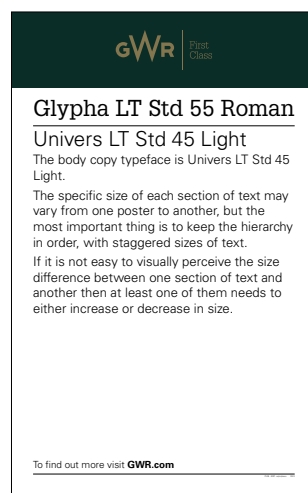 GWR
First
Class
Glypha LT Std 55 Roman
Univers LT Std 45 Light
The body copy typeface is Univers LT Std 45
Light.
The specific size of each section of text may
vary from one poster to another, but the
most important thing is to keep the hierarchy
in order, with staggered sizes of text.
If it is not easy to visually perceive the size
difference between one section of text and
another then at least one of them needs to
either increase or decrease in size.
To find out more visit GWR.com